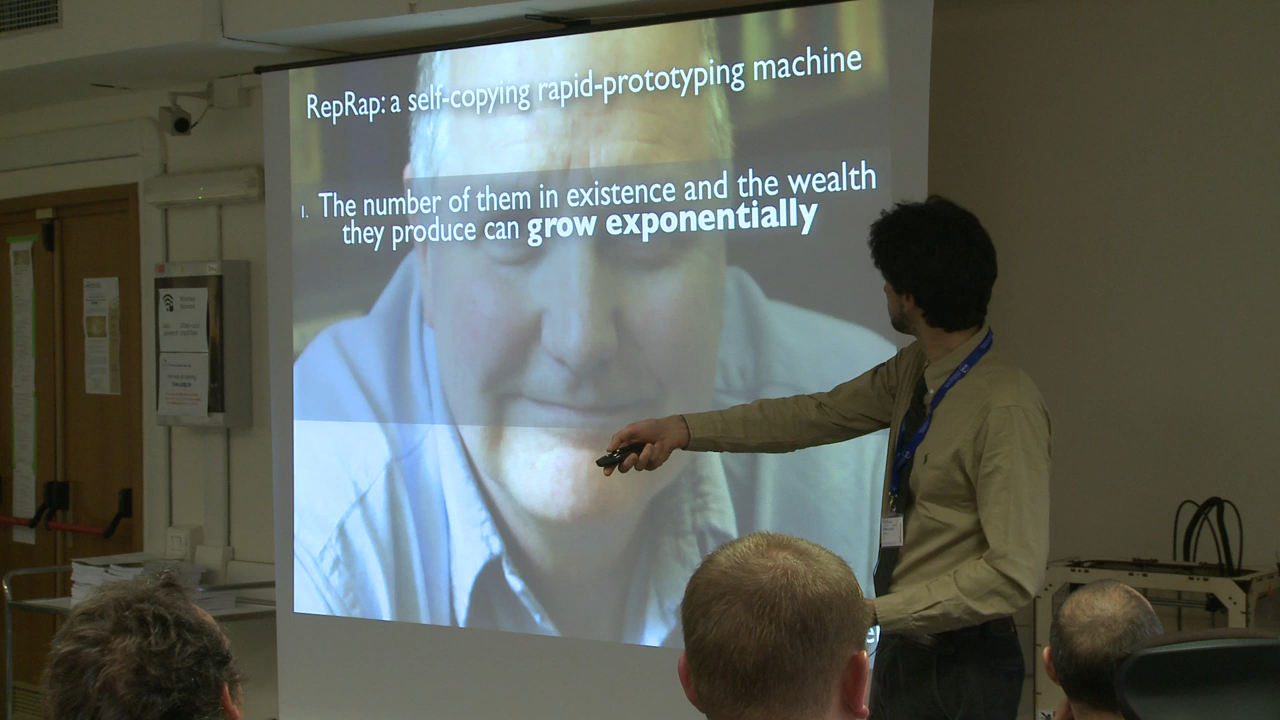 RepRap: a self-copying rapid-prototyping machine
1. The number of them in existence and the wealth
they produce can grow exponentially